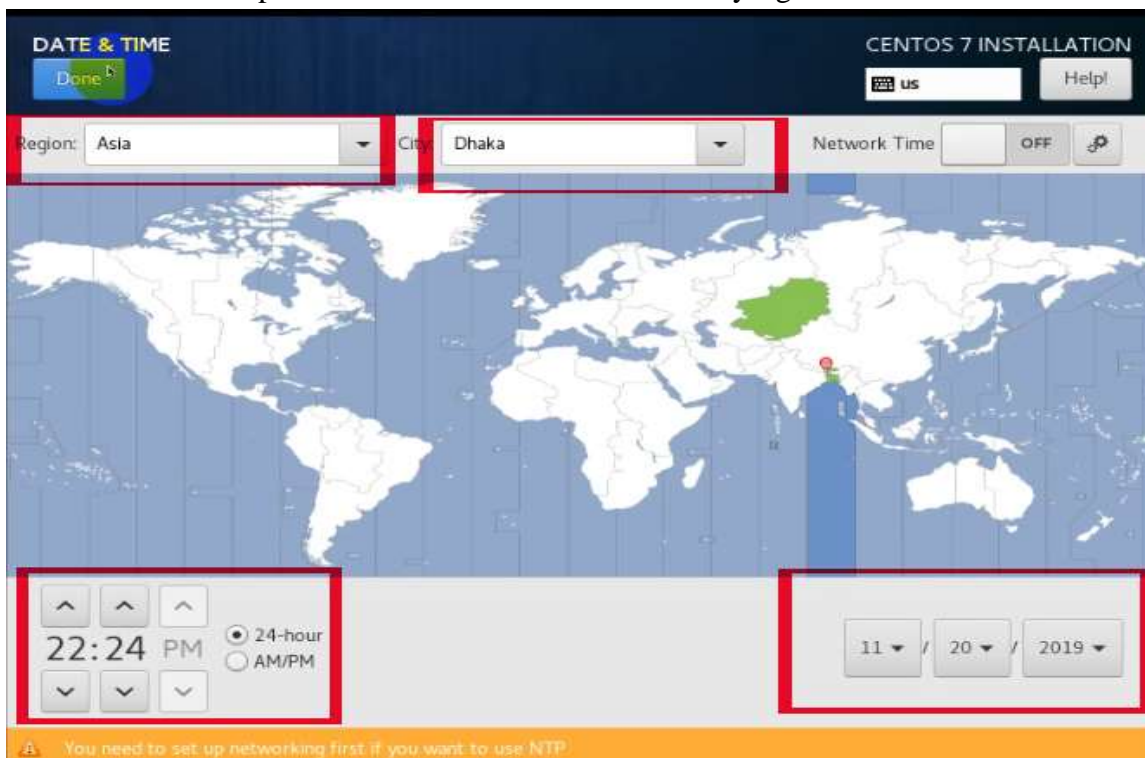 DATE & TIME
CENTOS 7 INSTALLATION
Done
us
Help!
Region:
Asia
City:
Dhaka
Network Time
OFF
22:24 PM
24-hour
AM/PM
11 / 20 / 2019
You need to set up networking first if you want to use NTP